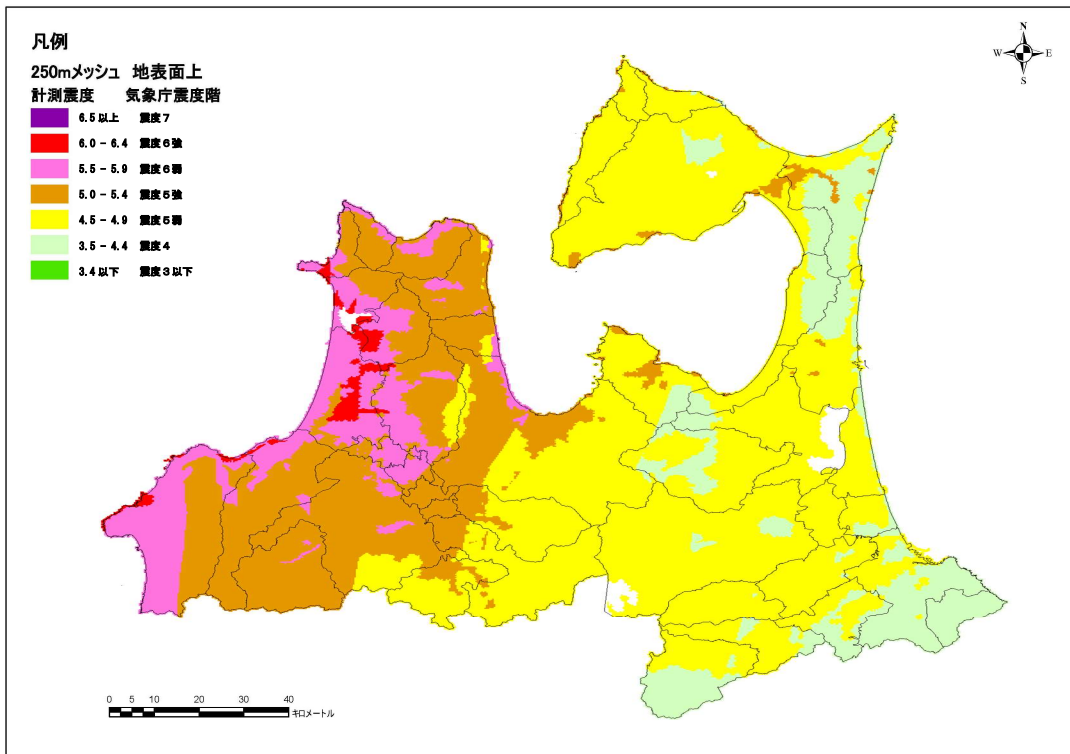 凡例
250mメッシュ 地表面上
計測震度 気象庁震度階
6.5 以上 震度7
6.0 - 6.4 震度6強
5.5 - 5.9 震度6弱
5.0 - 5.4 震度5強
4.5 - 4.9 震度5弱
3.5 - 4.4 震度4
3.4 以下 震度3以下
N
W E
S
0 5 10 20 30 40
キロメートル